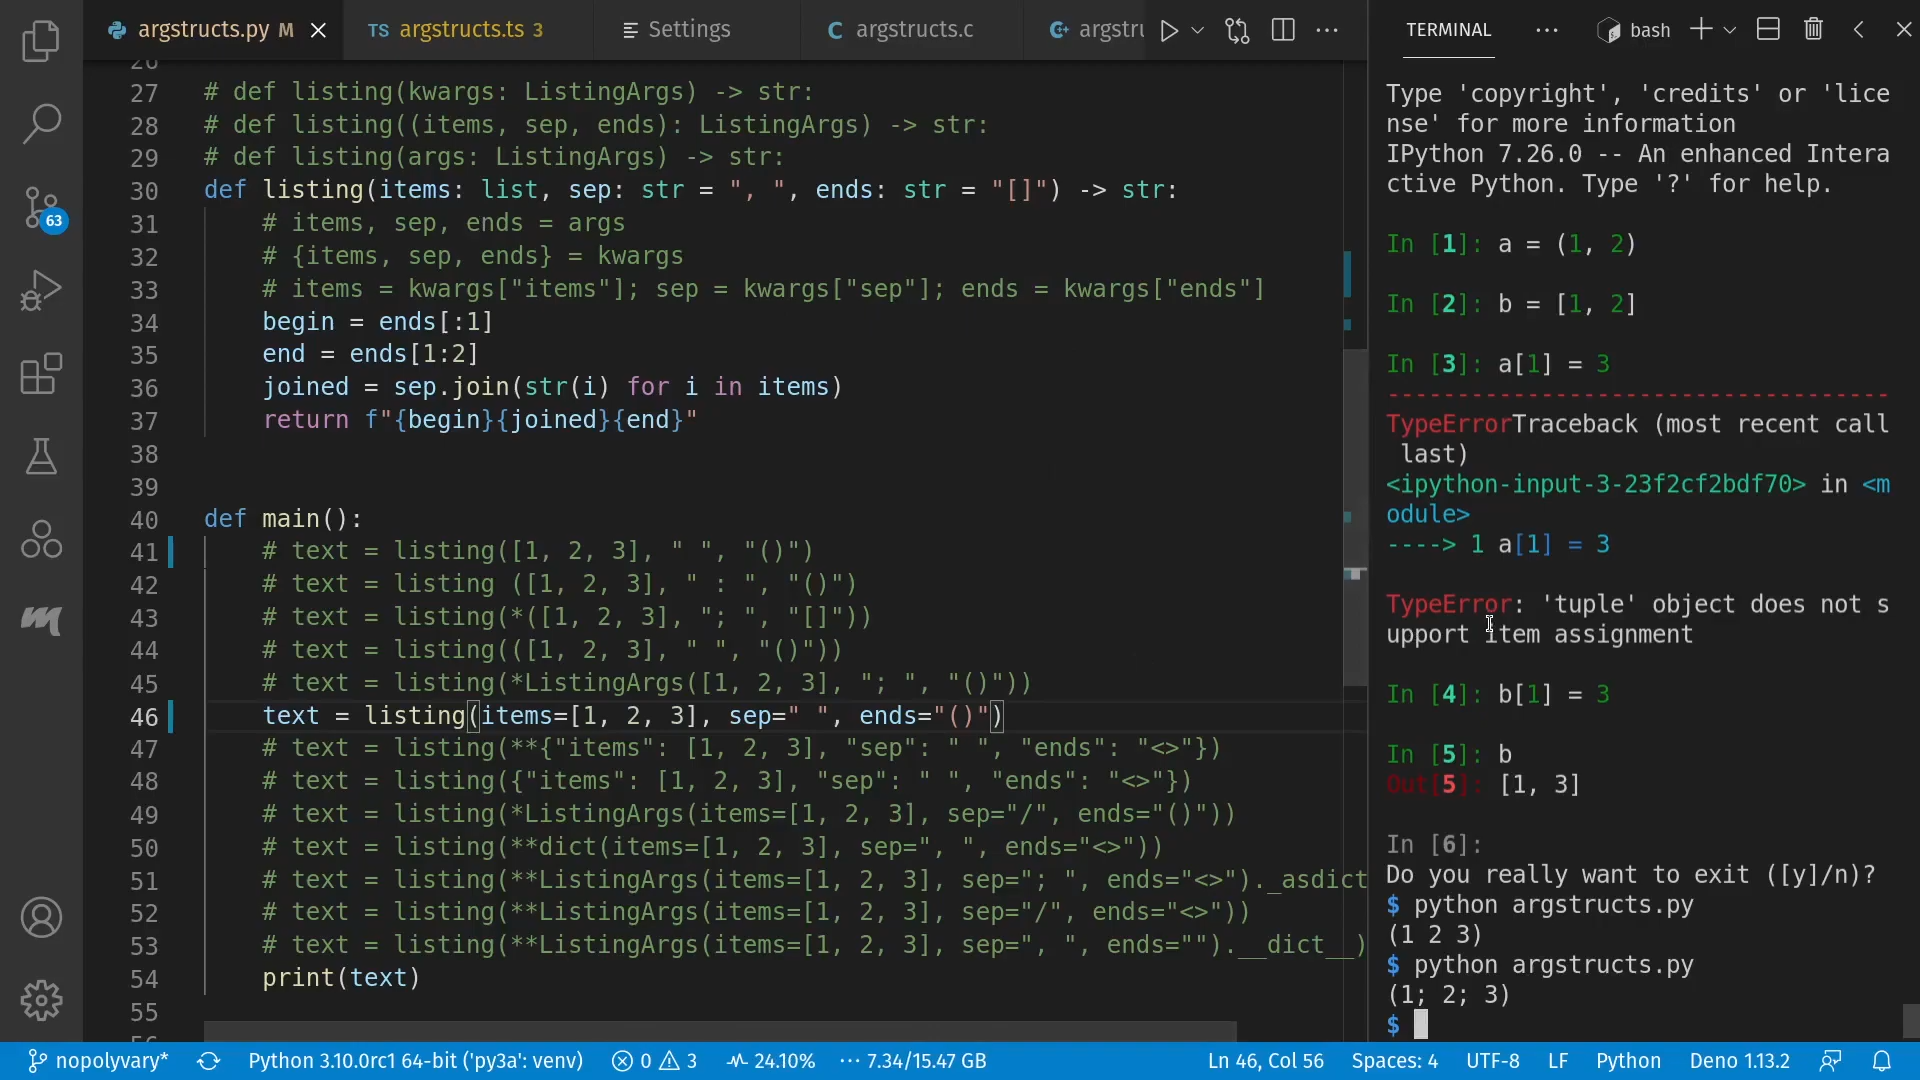 argstructs.py M
TS argstructs.ts 3
Settings
C argstructs.c
argstru
TERMINAL
bash
63
27 # def listing(kwargs: ListingArgs) -> str:
28 # def listing((items, sep, ends): ListingArgs) -> str:
29 # def listing(args: ListingArgs) -> str:
30 def listing(items: list, sep: str = ", ", ends: str = "[]") -> str:
31 # items, sep, ends = args
32 # {items, sep, ends} = kwargs
33 # items = kwargs["items"]; sep = kwargs["sep"]; ends = kwargs["ends"]
34 begin = ends[:1]
35 end = ends[1:2]
36 joined = sep.join(str(i) for i in items)
37 return f"{begin}{joined}{end}"
38
39
40 def main():
41 # text = listing([1, 2, 3], " ", "()")
42 # text = listing ([1, 2, 3], " : ", "()")
43 # text = listing(*([1, 2, 3], "; ", "[]"))
44 # text = listing(([1, 2, 3], " ", "()"))
45 # text = listing(*ListingArgs([1, 2, 3], "; ", "()"))
46 text = listing(items=[1, 2, 3], sep=" ", ends="()")
47 # text = listing(**{"items": [1, 2, 3], "sep": " ", "ends": "<>"})
48 # text = listing({"items": [1, 2, 3], "sep": " ", "ends": "<>"})
49 # text = listing(*ListingArgs(items=[1, 2, 3], sep="/", ends="()"))
50 # text = listing(**dict(items=[1, 2, 3], sep=", ", ends="<>"))
51 # text = listing(**ListingArgs(items=[1, 2, 3], sep="; ", ends="<>")._asdict
52 # text = listing(**ListingArgs(items=[1, 2, 3], sep="/", ends="<>"))
53 # text = listing(**ListingArgs(items=[1, 2, 3], sep=", ", ends="").__dict__)
54 print(text)
55
Type 'copyright', 'credits' or 'lice
nse' for more information
IPython 7.26.0 -- An enhanced Intera
ctive Python. Type '?' for help.
In [1]: a = (1, 2)
In [2]: b = [1, 2]
In [3]: a[1] = 3
------------------------------------
TypeErrorTraceback (most recent call
 last)
<ipython-input-3-23f2cf2bdf70> in <m
odule>
----> 1 a[1] = 3
TypeError: 'tuple' object does not s
upport item assignment
In [4]: b[1] = 3
In [5]: b
Out[5]: [1, 3]
In [6]:
Do you really want to exit ([y]/n)?
$ python argstructs.py
(1 2 3)
$ python argstructs.py
(1; 2; 3)
$
nopolyvary* Python 3.10.0rc1 64-bit ('py3a': venv) 0 3 24.10% ··· 7.34/15.47 GB Ln 46, Col 56 Spaces: 4 UTF-8 LF Python Deno 1.13.2